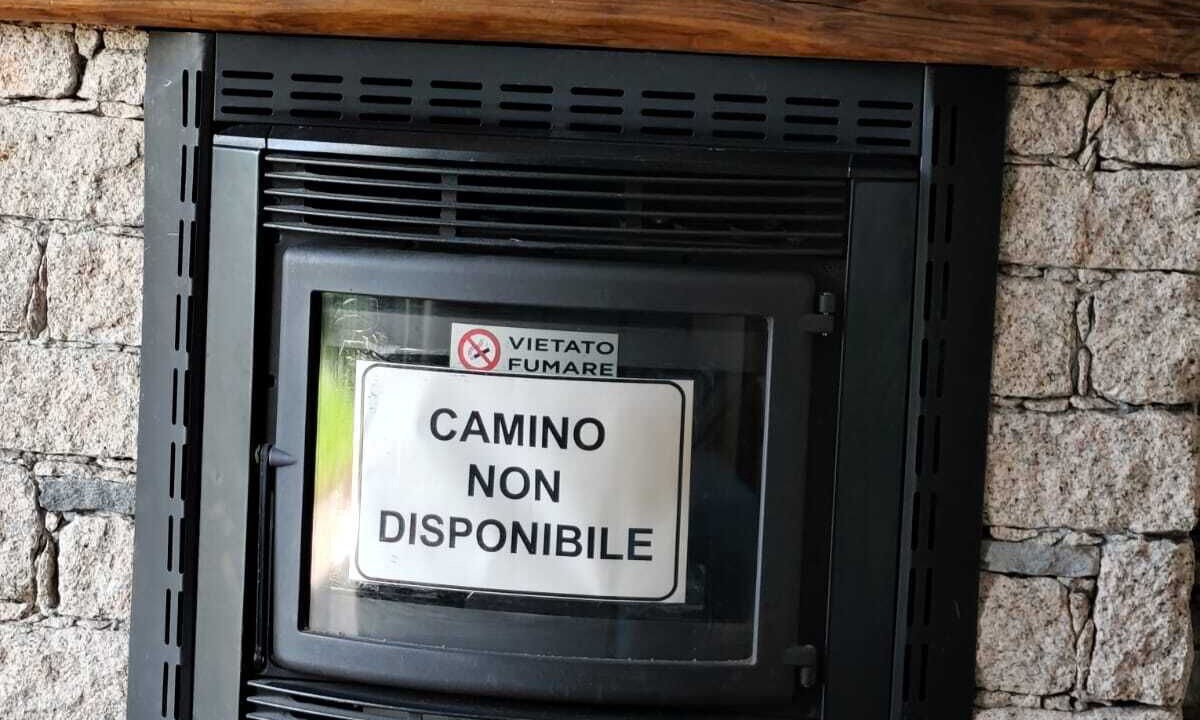 VIETATO
FUMARE
CAMINO
NON
DISPONIBILE